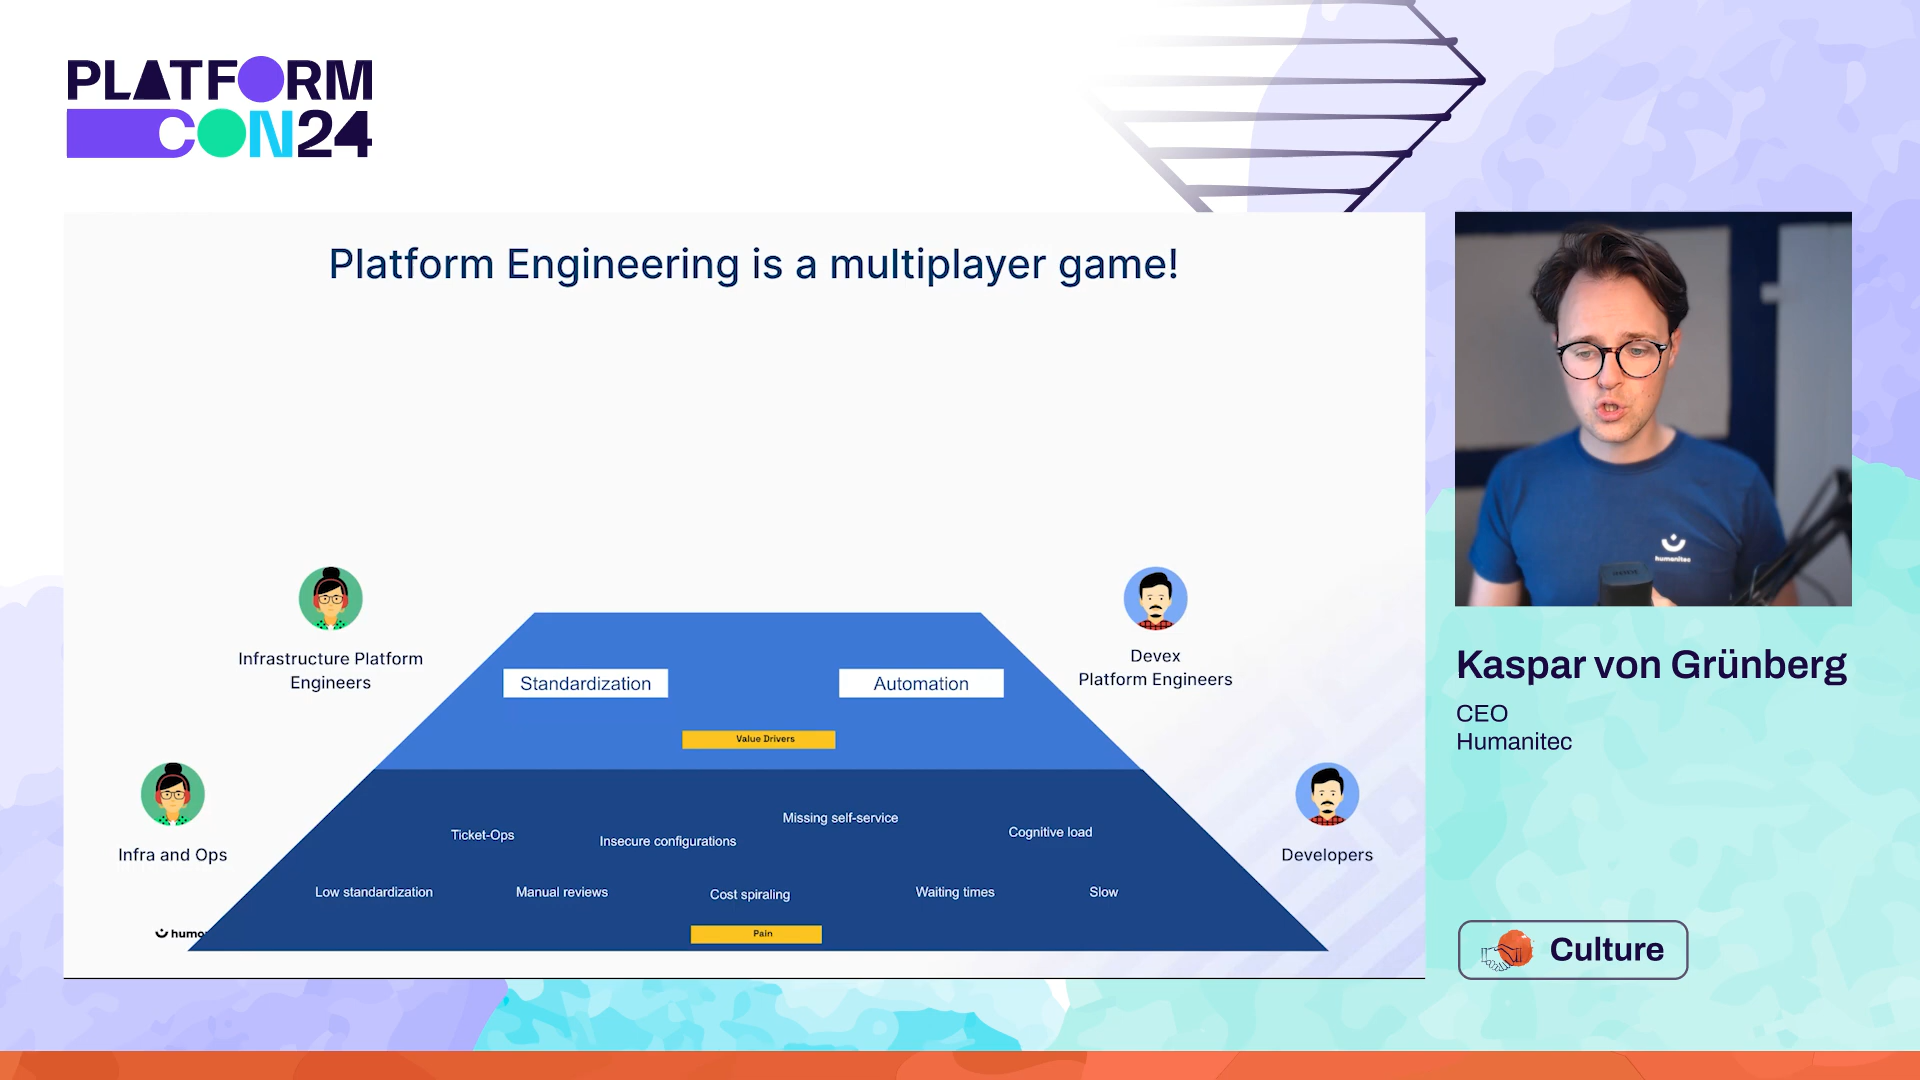 PLATFORM
CON24
Platform Engineering is a multiplayer game!
Infrastructure Platform
Engineers
Devex
Platform Engineers
Standardization
Automation
Value Drivers
Infra and Ops
Developers
Ticket-Ops
Insecure configurations
Missing self-service
Cognitive load
Low standardization
Manual reviews
Cost spiraling
Waiting times
Slow
Pain
humanitec
Kaspar von Grünberg
CEO
Humanitec
Culture